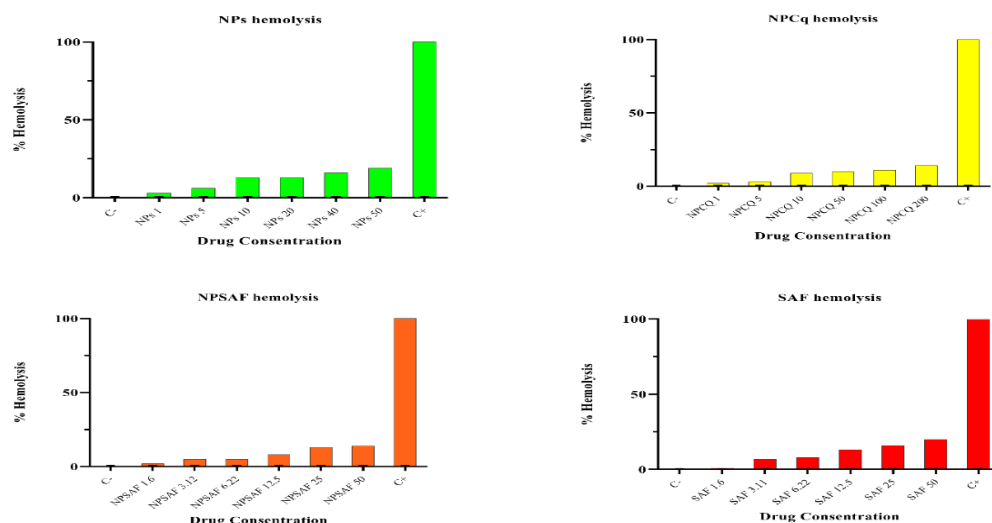 NPs hemolysis
100
50
0
% Hemolysis
C-
NPs 1
NPs 5
NPs 10
NPs 20
NPs 40
NPs 50
C+
Drug Consentration
NPCq hemolysis
100
50
0
% Hemolysis
C-
NPCQ 1
NPCQ 5
NPCQ 10
NPCQ 50
NPCQ 100
NPCQ 200
C+
Drug Consentration
NPSAF hemolysis
100
50
0
% Hemolysis
C-
NPSAF 1.6
NPSAF 3.12
NPSAF 6.22
NPSAF 12.5
NPSAF 25
NPSAF 50
C+
Drug Consentration
SAF hemolysis
100
50
0
% Hemolysis
C-
SAF 1.6
SAF 3.11
SAF 6.22
SAF 12.5
SAF 25
SAF 50
C+
Drug Consentration